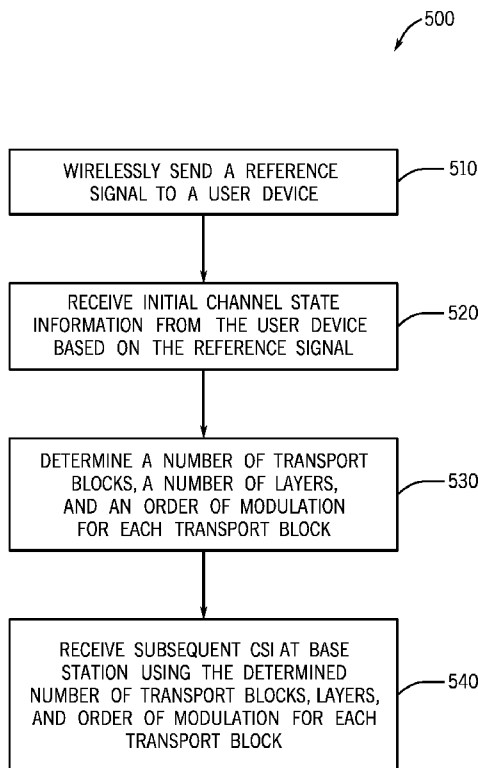 500
WIRELESSLY SEND A REFERENCE
SIGNAL TO A USER DEVICE
510
RECEIVE INITIAL CHANNEL STATE
INFORMATION FROM THE USER DEVICE
BASED ON THE REFERENCE SIGNAL
520
DETERMINE A NUMBER OF TRANSPORT
BLOCKS, A NUMBER OF LAYERS,
AND AN ORDER OF MODULATION
FOR EACH TRANSPORT BLOCK
530
RECEIVE SUBSEQUENT CSI AT BASE
STATION USING THE DETERMINED
NUMBER OF TRANSPORT BLOCKS, LAYERS,
AND ORDER OF MODULATION FOR EACH
TRANSPORT BLOCK
540